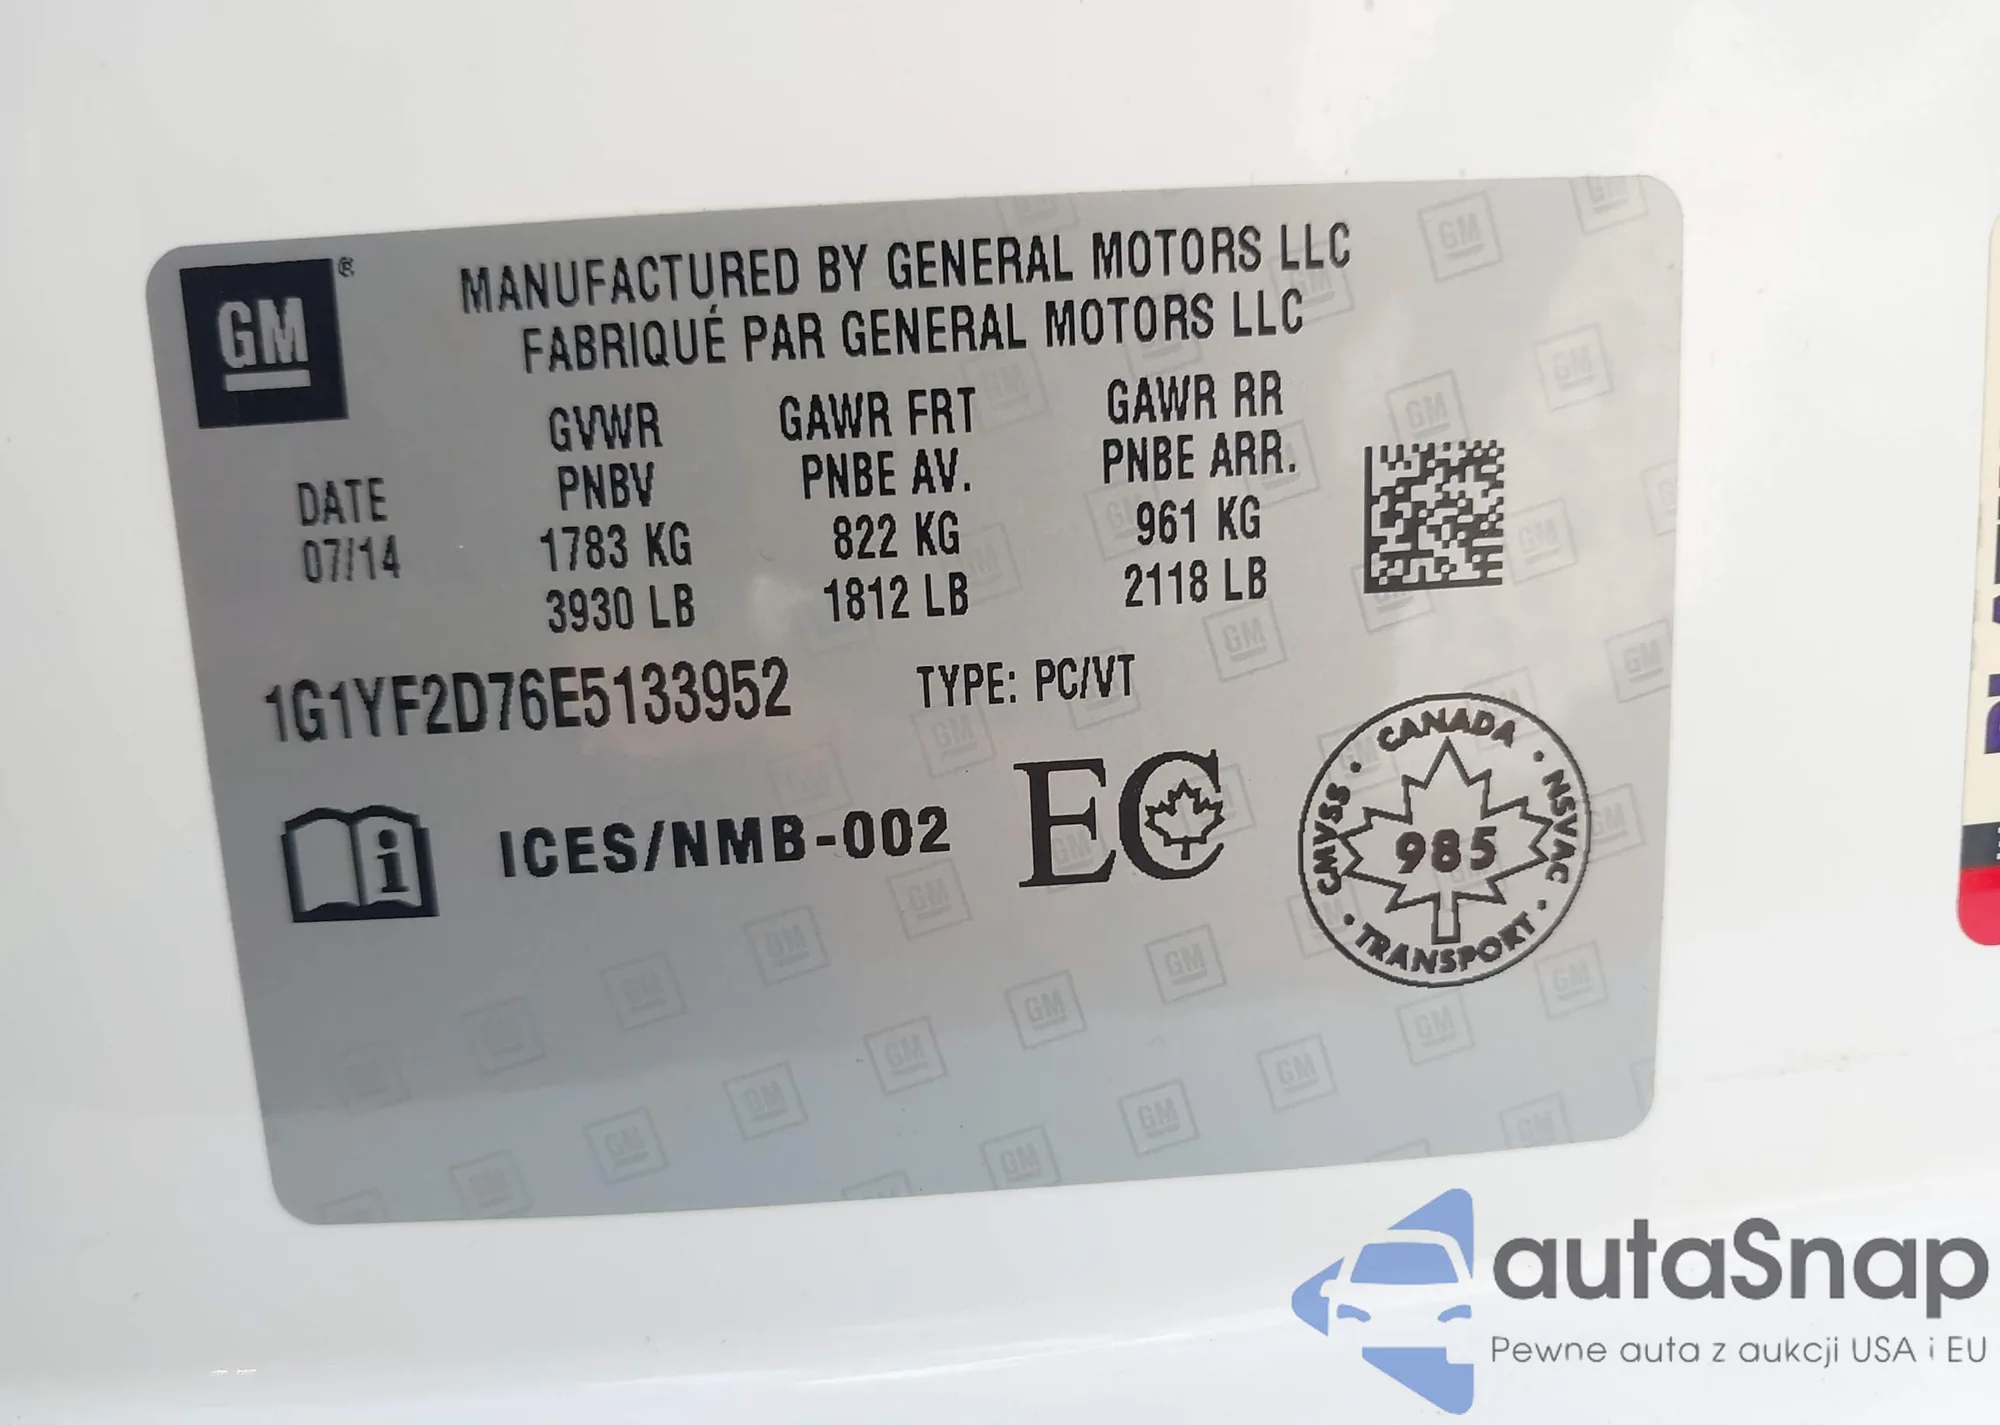 GM ®
MANUFACTURED BY GENERAL MOTORS LLC
FABRIQUÉ PAR GENERAL MOTORS LLC
GVWR GAWR FRT GAWR RR
DATE PNBV PNBE AV. PNBE ARR.
07/14 1783 KG 822 KG 961 KG
3930 LB 1812 LB 2118 LB
1G1YF2D76E5133952 TYPE: PC/VT
i ICES/NMB-002 EC
CANADA · NSVAC · TRANSPORT · CMVSS ·
985
autaSnap
Pewne auta z aukcji USA i EU